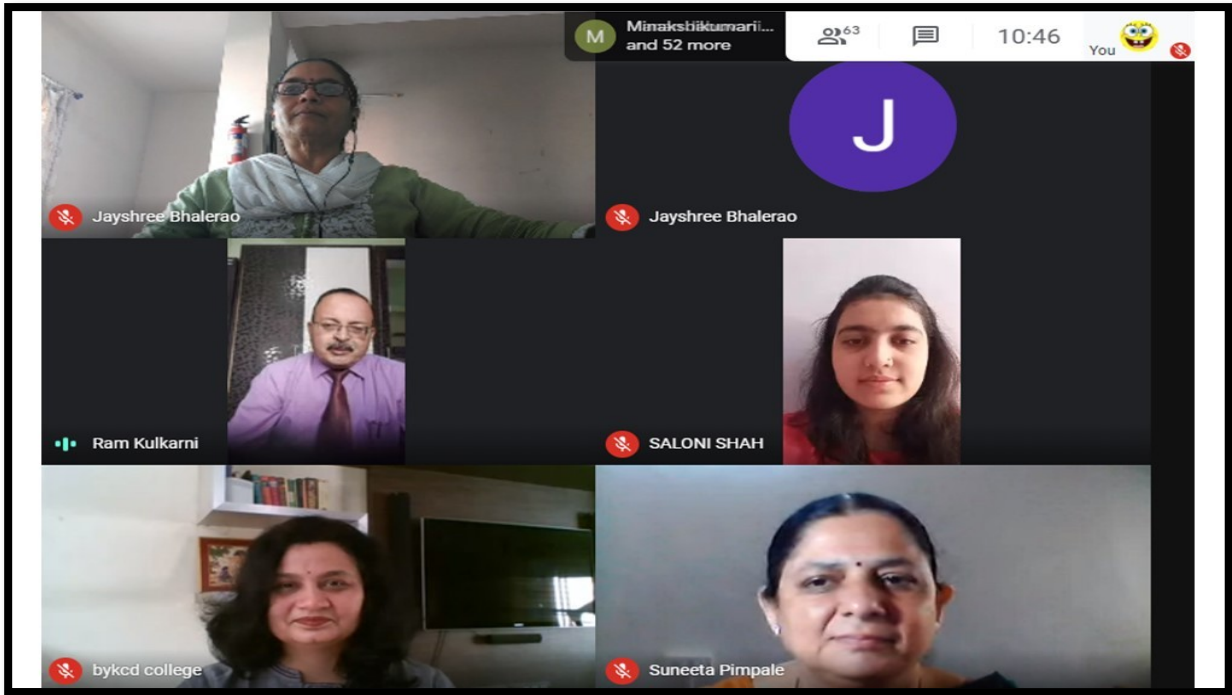 M
Minakshikumari...
and 52 more
63
10:46
You
J
Jayshree Bhalerao
Jayshree Bhalerao
Ram Kulkarni
SALONI SHAH
bykcd college
Suneeta Pimpale